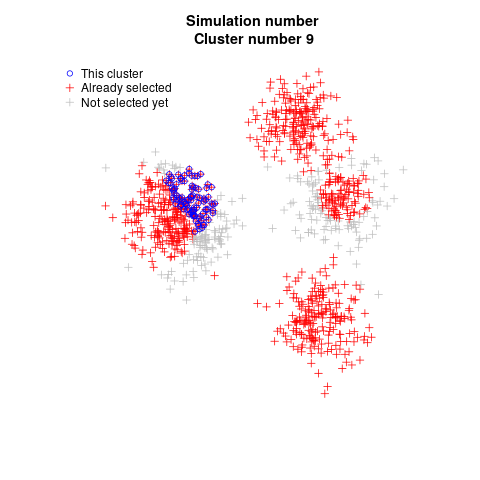 Simulation number
Cluster number 9
This cluster
Already selected
Not selected yet